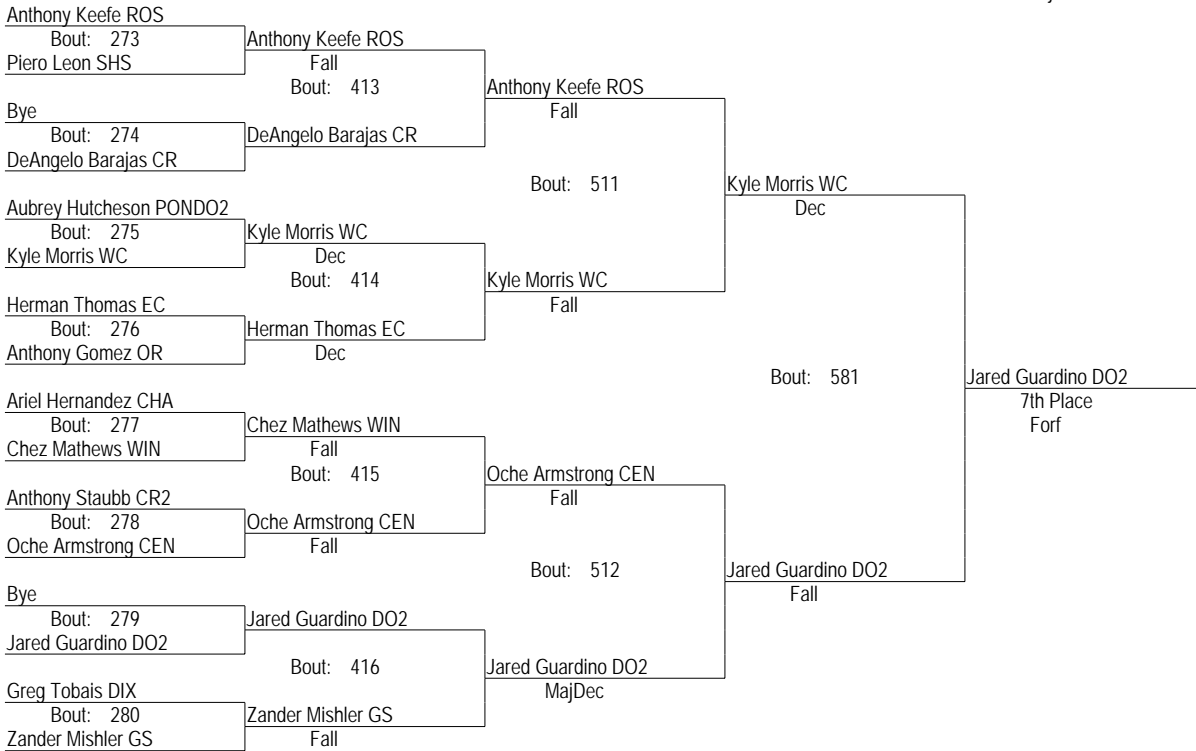 Anthony Keefe ROS
Bout: 273
Piero Leon SHS
Anthony Keefe ROS
Fall
Bout: 413
Bye
Bout: 274
DeAngelo Barajas CR
DeAngelo Barajas CR
Anthony Keefe ROS
Fall
Bout: 511
Aubrey Hutcheson PONDO2
Bout: 275
Kyle Morris WC
Kyle Morris WC
Dec
Bout: 414
Herman Thomas EC
Bout: 276
Anthony Gomez OR
Herman Thomas EC
Dec
Kyle Morris WC
Fall
Kyle Morris WC
Dec
Bout: 581
Ariel Hernandez CHA
Bout: 277
Chez Mathews WIN
Chez Mathews WIN
Fall
Bout: 415
Anthony Staubb CR2
Bout: 278
Oche Armstrong CEN
Oche Armstrong CEN
Fall
Oche Armstrong CEN
Fall
Bout: 512
Bye
Bout: 279
Jared Guardino DO2
Jared Guardino DO2
Bout: 416
Greg Tobais DIX
Bout: 280
Zander Mishler GS
Zander Mishler GS
Fall
Jared Guardino DO2
MajDec
Jared Guardino DO2
Fall
Jared Guardino DO2
7th Place
Forf